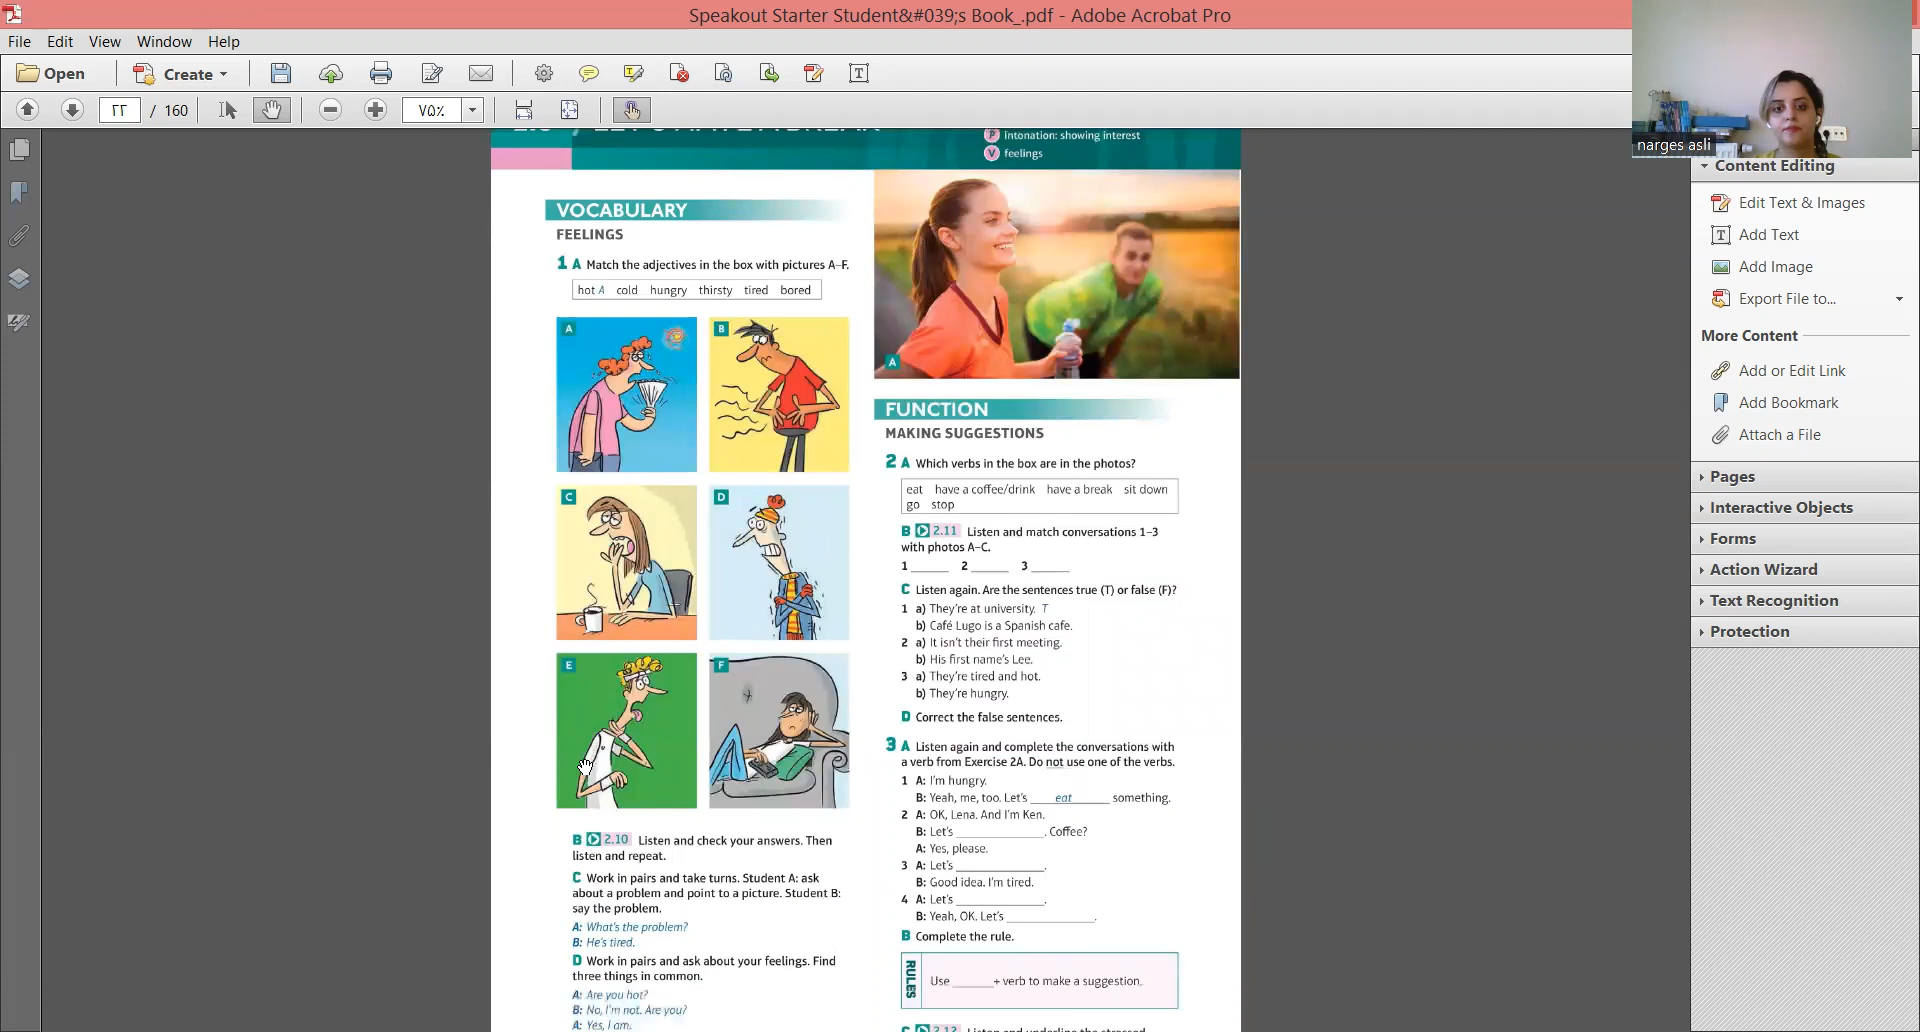 Speakout Starter Student&#039;s Book_.pdf - Adobe Acrobat Pro
File Edit View Window Help
Open Create
۲۲ / 160 ۷۵٪
narges asli
P Intonation: showing interest
V feelings
VOCABULARY
FEELINGS
1 A Match the adjectives in the box with pictures A–F.
hot A cold hungry thirsty tired bored
A
B
C
D
E
F
B 2.10 Listen and check your answers. Then
listen and repeat.
C Work in pairs and take turns. Student A: ask
about a problem and point to a picture. Student B:
say the problem.
A: What's the problem?
B: He's tired.
D Work in pairs and ask about your feelings. Find
three things in common.
A: Are you hot?
B: No, I'm not. Are you?
A: Yes, I am.
A
FUNCTION
MAKING SUGGESTIONS
2 A Which verbs in the box are in the photos?
eat have a coffee/drink have a break sit down
go stop
B 2.11 Listen and match conversations 1–3
with photos A–C.
1 ______ 2 ______ 3 ______
C Listen again. Are the sentences true (T) or false (F)?
1 a) They're at university. T
b) Café Lugo is a Spanish cafe.
2 a) It isn't their first meeting.
b) His first name's Lee.
3 a) They're tired and hot.
b) They're hungry.
D Correct the false sentences.
3 A Listen again and complete the conversations with
a verb from Exercise 2A. Do not use one of the verbs.
1 A: I'm hungry.
B: Yeah, me, too. Let's eat something.
2 A: OK, Lena. And I'm Ken.
B: Let's ______________. Coffee?
A: Yes, please.
3 A: Let's ______________.
B: Good idea. I'm tired.
4 A: Let's ______________.
B: Yeah, OK. Let's ______________.
B Complete the rule.
RULES
Use ______ + verb to make a suggestion.
Content Editing
Edit Text & Images
Add Text
Add Image
Export File to...
More Content
Add or Edit Link
Add Bookmark
Attach a File
Pages
Interactive Objects
Forms
Action Wizard
Text Recognition
Protection